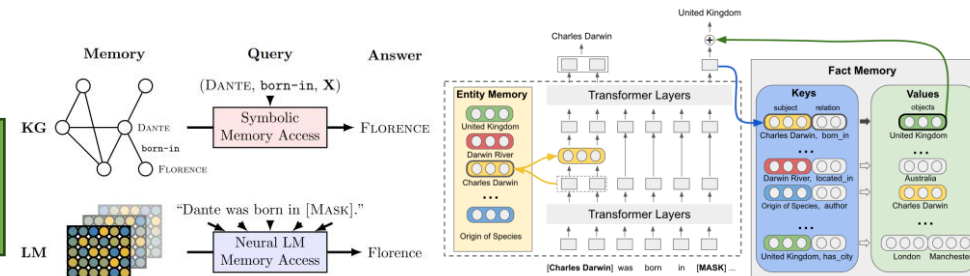 Memory
Query
Answer
KG
DANTE
born-in
FLORENCE
(DANTE, born-in, X)
Symbolic
Memory Access
FLORENCE
LM
"Dante was born in [MASK]."
Neural LM
Memory Access
Florence
United Kingdom
Charles Darwin
Entity Memory
United Kingdom
Darwin River
Charles Darwin
...
Origin of Species
Transformer Layers
Transformer Layers
[Charles Darwin] was born in [MASK] ...
Fact Memory
Keys
subject relation
Charles Darwin, born_in
...
Darwin River, located_in
Origin of Species, author
...
United Kingdom, has_city
Values
objects
United Kingdom
...
Australia
Charles Darwin
...
London Manchester